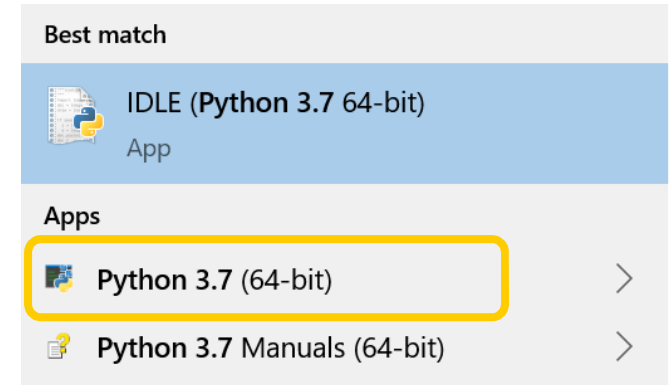 Best match
IDLE (Python 3.7 64-bit)
App
Apps
Python 3.7 (64-bit)
Python 3.7 Manuals (64-bit)